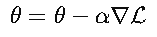 θ = θ − α∇ℒ